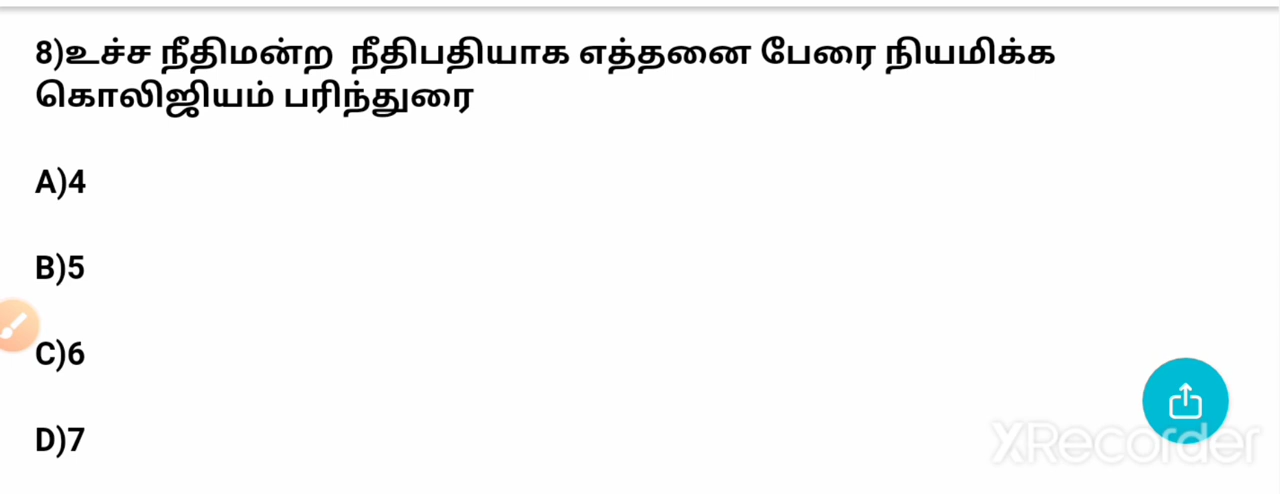 8)உச்ச நீதிமன்ற நீதிபதியாக எத்தனை பேரை நியமிக்க
கொலிஜியம் பரிந்துரை
A)4
B)5
C)6
D)7
XRecorder